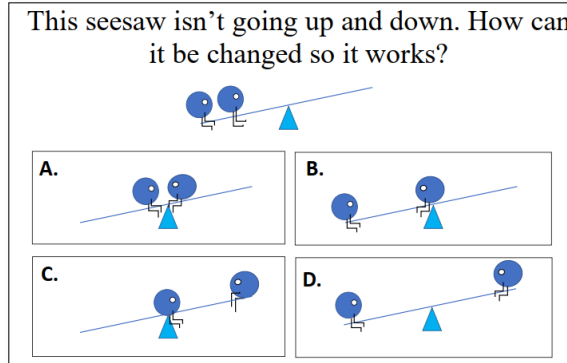 This seesaw isn’t going up and down. How can
it be changed so it works?
A.
B.
C.
D.